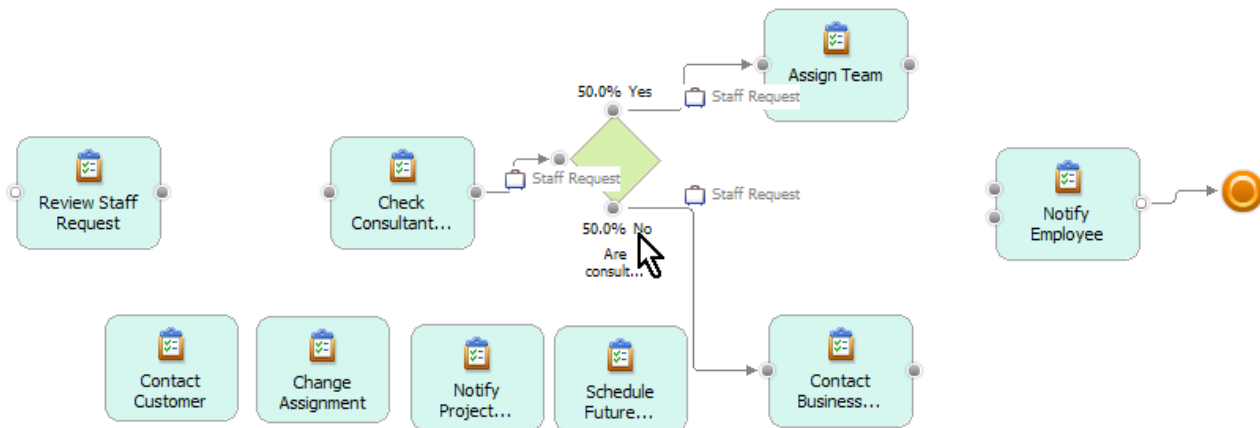 Assign Team
50.0% Yes
Staff Request
Review Staff
Request
Check
Consultant...
Staff Request
Staff Request
50.0% No
Are
consult...
Notify
Employee
Contact
Customer
Change
Assignment
Notify
Project...
Schedule
Future...
Contact
Business...